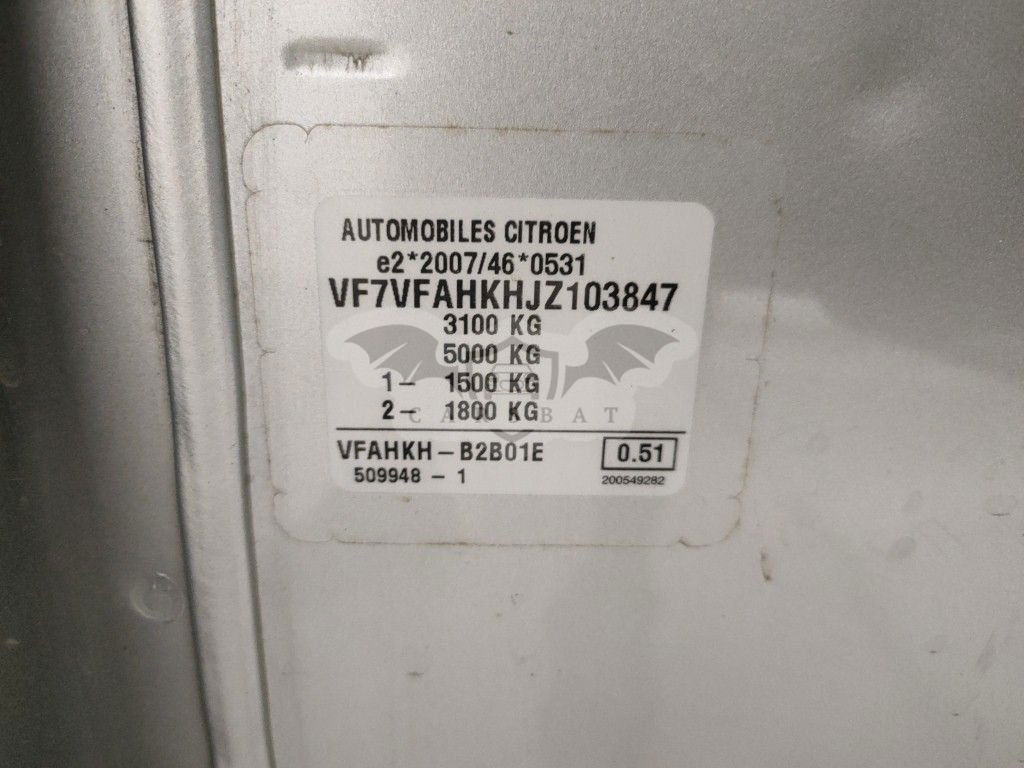 AUTOMOBILES CITROEN
e2*2007/46*0531
VF7VFAHKHJZ103847
3100 KG
5000 KG
1- 1500 KG
2- 1800 KG
CARSBAT
VFAHKH-B2B01E 0.51
509948 - 1 200549282